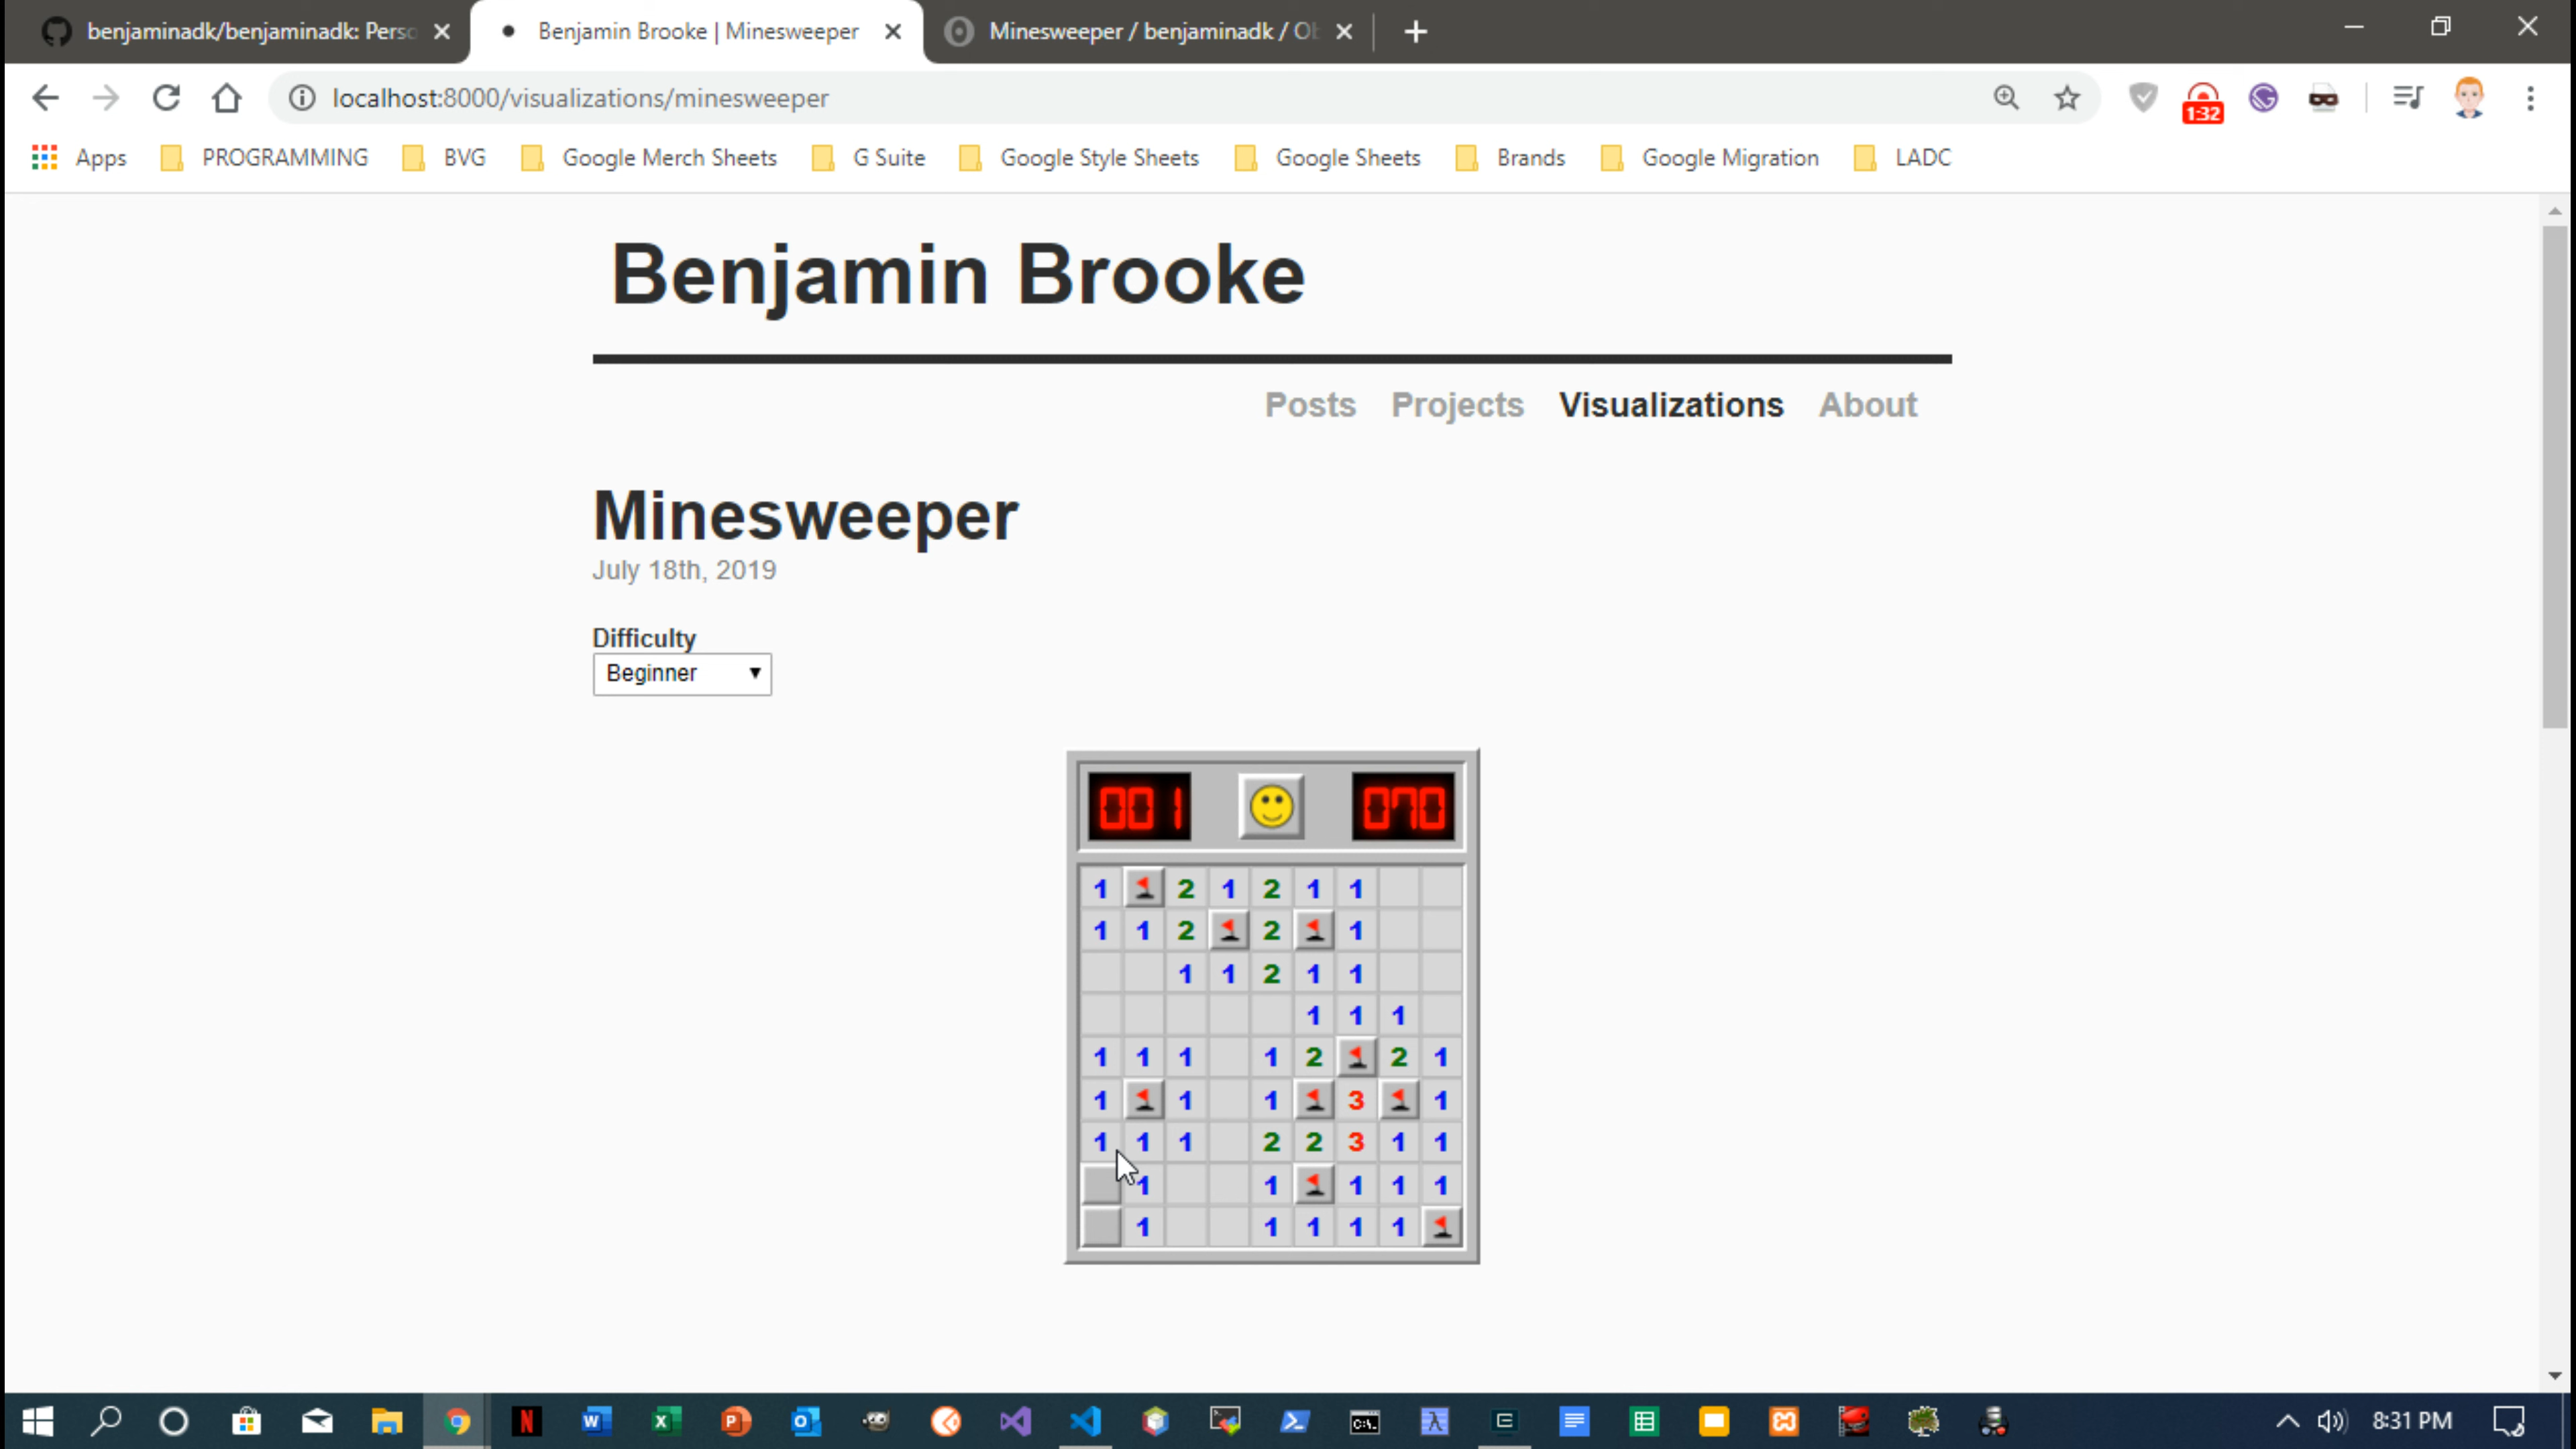 benjaminadk/benjaminadk: Perso
Benjamin Brooke | Minesweeper
Minesweeper / benjaminadk / Ob
localhost:8000/visualizations/minesweeper
1:32
Apps PROGRAMMING BVG Google Merch Sheets G Suite Google Style Sheets Google Sheets Brands Google Migration LADC
Benjamin Brooke
Posts Projects Visualizations About
Minesweeper
July 18th, 2019
Difficulty
Beginner
001 070
1 2 1 2 1 1
1 1 2 2 1
1 1 2 1 1
1 1 1
1 1 1 1 2 2 1
1 1 1 3 1
1 1 1 2 2 3 1 1
1 1 1 1 1
1 1 1 1 1
8:31 PM